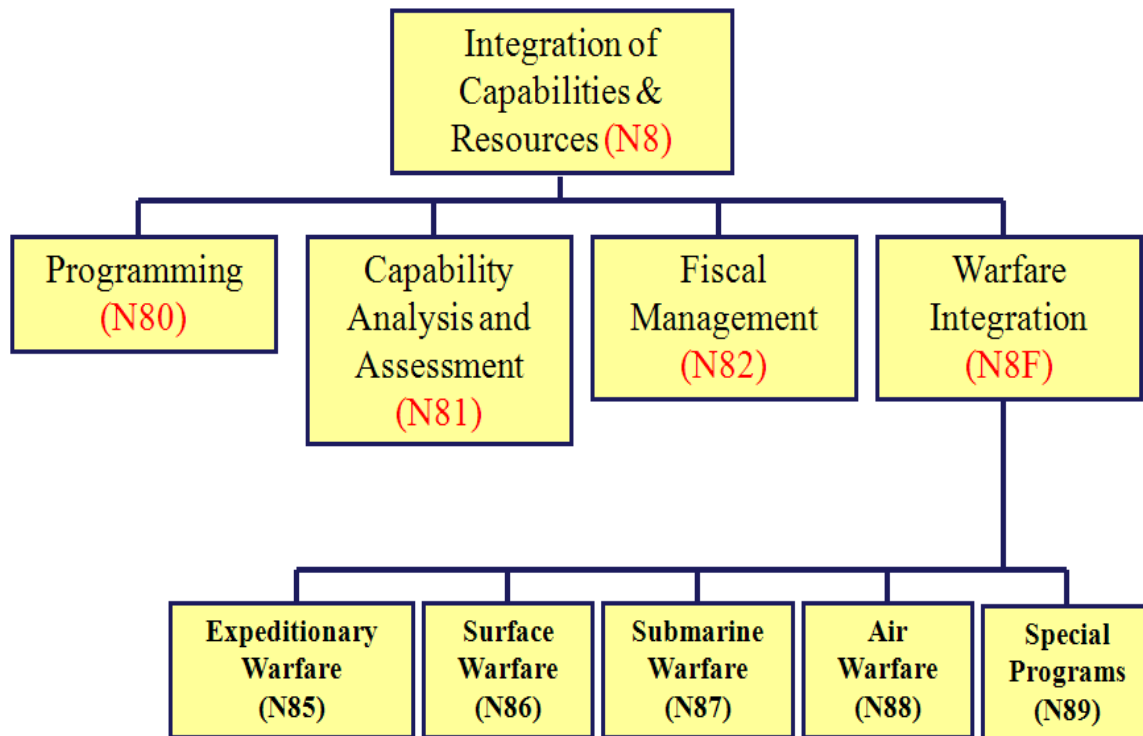 Integration of
Capabilities &
Resources (N8)
Programming
(N80)
Capability
Analysis and
Assessment
(N81)
Fiscal
Management
(N82)
Warfare
Integration
(N8F)
Expeditionary
Warfare
(N85)
Surface
Warfare
(N86)
Submarine
Warfare
(N87)
Air
Warfare
(N88)
Special
Programs
(N89)